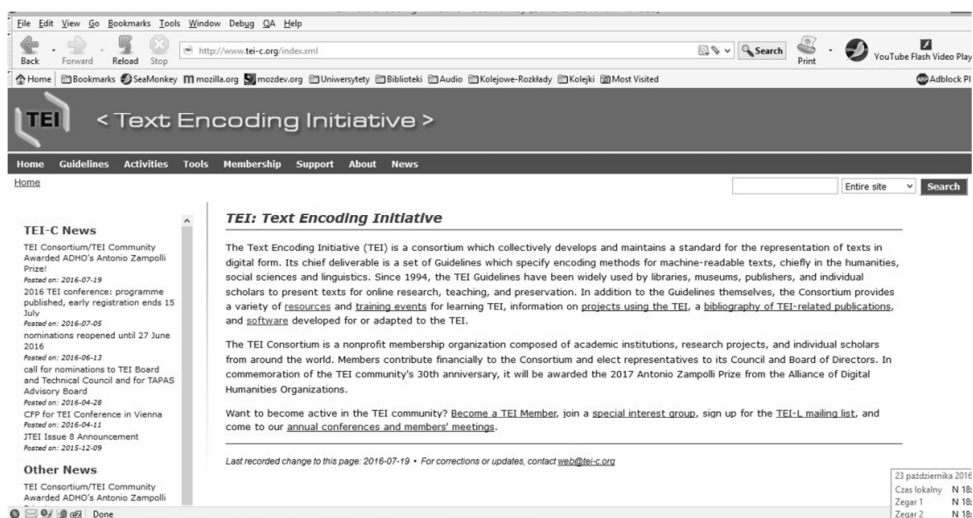 File Edit View Go Bookmarks Tools Window Debug QA Help
Back Forward Reload Stop
http://www.tei-c.org/index.xml
Search
Print
YouTube Flash Video Play
Home Bookmarks SeaMonkey mozilla.org mozdev.org Uniwersytety Biblioteki Audio Kolejowe-Rozkłady Kolejki Most Visited
Adblock Pl
TEI < Text Encoding Initiative >
Home Guidelines Activities Tools Membership Support About News
Home
Entire site Search
TEI-C News
TEI Consortium/TEI Community
Awarded ADHO's Antonio Zampolli
Prize!
Posted on: 2016-07-19
2016 TEI conference: programme
published, early registration ends 15
July
Posted on: 2016-07-05
nominations reopened until 27 June
2016
Posted on: 2016-06-13
call for nominations to TEI Board
and Technical Council and for TAPAS
Advisory Board
Posted on: 2016-04-28
CFP for TEI Conference in Vienna
Posted on: 2016-04-11
JTEI Issue 8 Announcement
Posted on: 2015-12-09
Other News
TEI Consortium/TEI Community
Awarded ADHO's Antonio Zampolli
TEI: Text Encoding Initiative
The Text Encoding Initiative (TEI) is a consortium which collectively develops and maintains a standard for the representation of texts in
digital form. Its chief deliverable is a set of Guidelines which specify encoding methods for machine-readable texts, chiefly in the humanities,
social sciences and linguistics. Since 1994, the TEI Guidelines have been widely used by libraries, museums, publishers, and individual
scholars to present texts for online research, teaching, and preservation. In addition to the Guidelines themselves, the Consortium provides
a variety of resources and training events for learning TEI, information on projects using the TEI, a bibliography of TEI-related publications,
and software developed for or adapted to the TEI.
The TEI Consortium is a nonprofit membership organization composed of academic institutions, research projects, and individual scholars
from around the world. Members contribute financially to the Consortium and elect representatives to its Council and Board of Directors. In
commemoration of the TEI community's 30th anniversary, it will be awarded the 2017 Antonio Zampolli Prize from the Alliance of Digital
Humanities Organizations.
Want to become active in the TEI community? Become a TEI Member, join a special interest group, sign up for the TEI-L mailing list, and
come to our annual conferences and members' meetings.
Last recorded change to this page: 2016-07-19 • For corrections or updates, contact web@tei-c.org
23 października 2016
Czas lokalny N 18:
Zegar 1 N 18:
Zegar 2 N 18:
Done